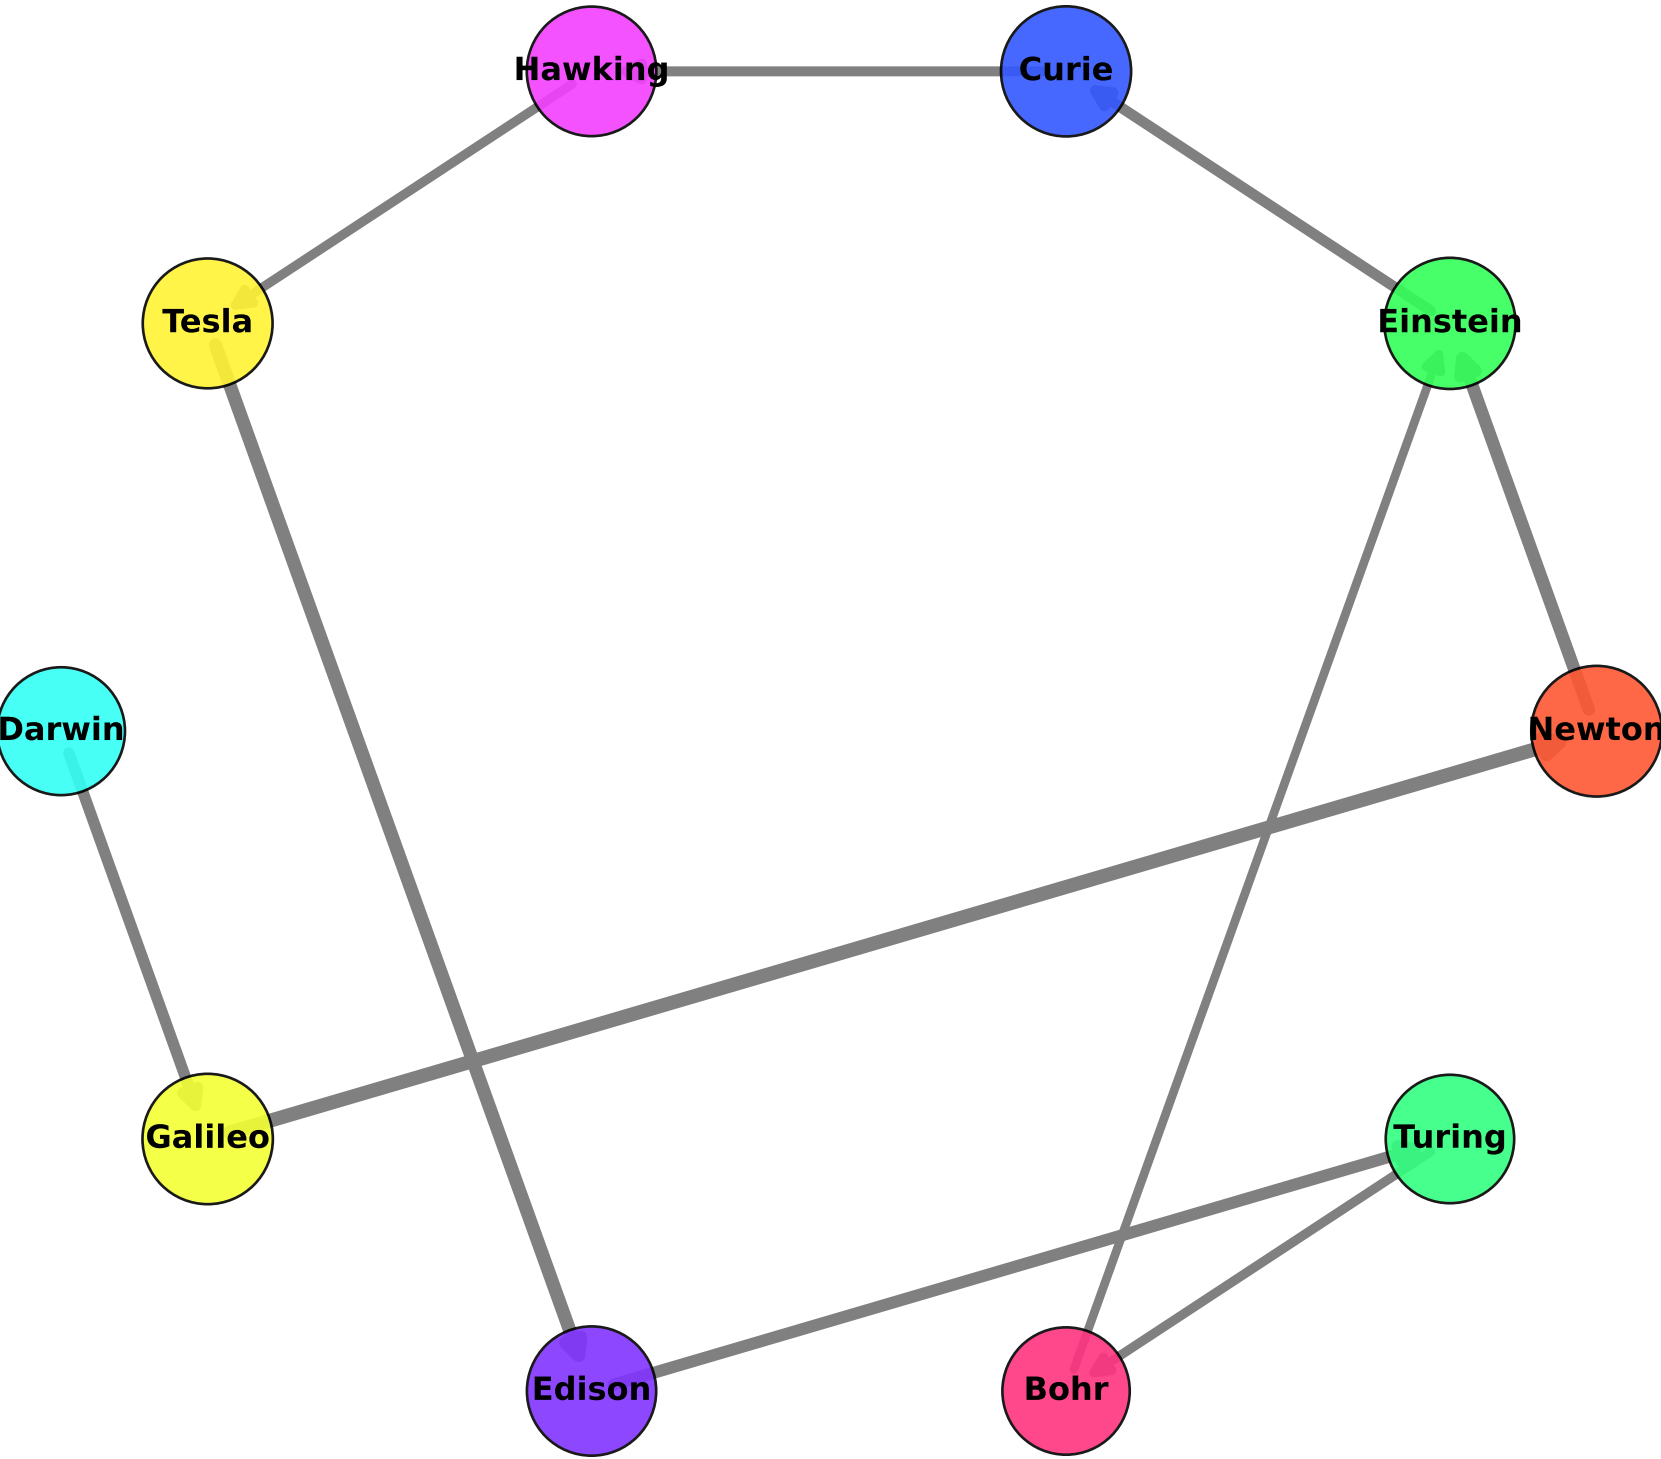 Hawking
Curie
Tesla
Einstein
Darwin
Newton
Galileo
Turing
Edison
Bohr